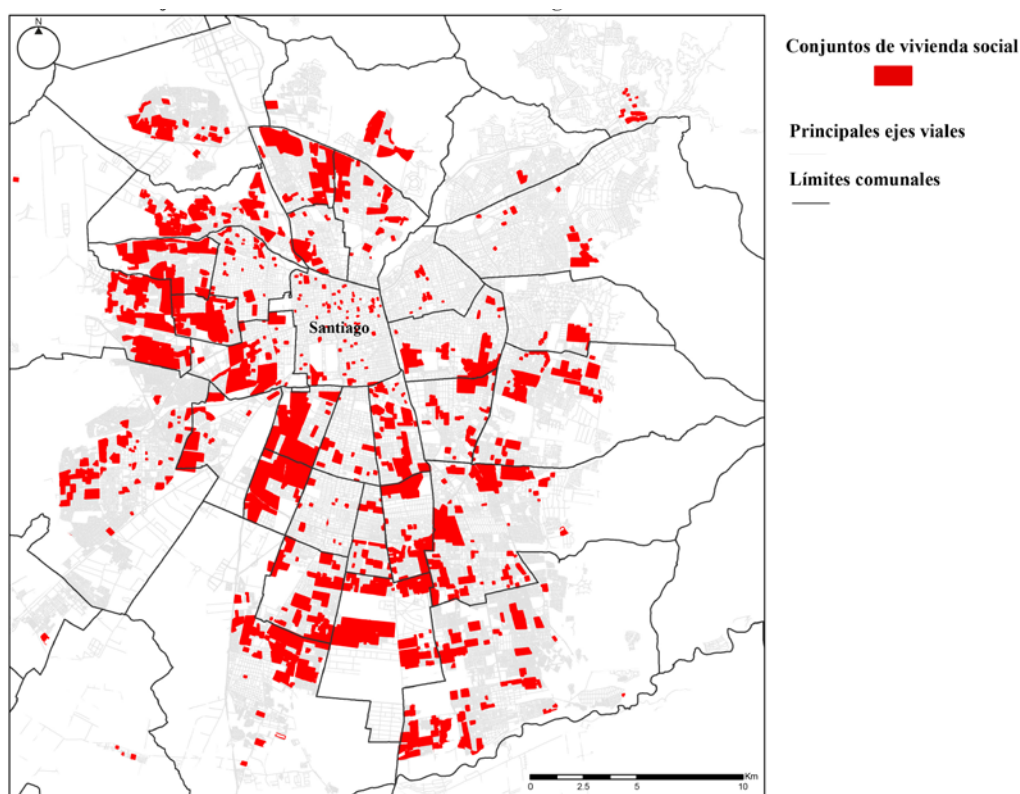 N
Conjuntos de vivienda social
Principales ejes viales
Límites comunales
Santiago
Km
0 2.5 5 10